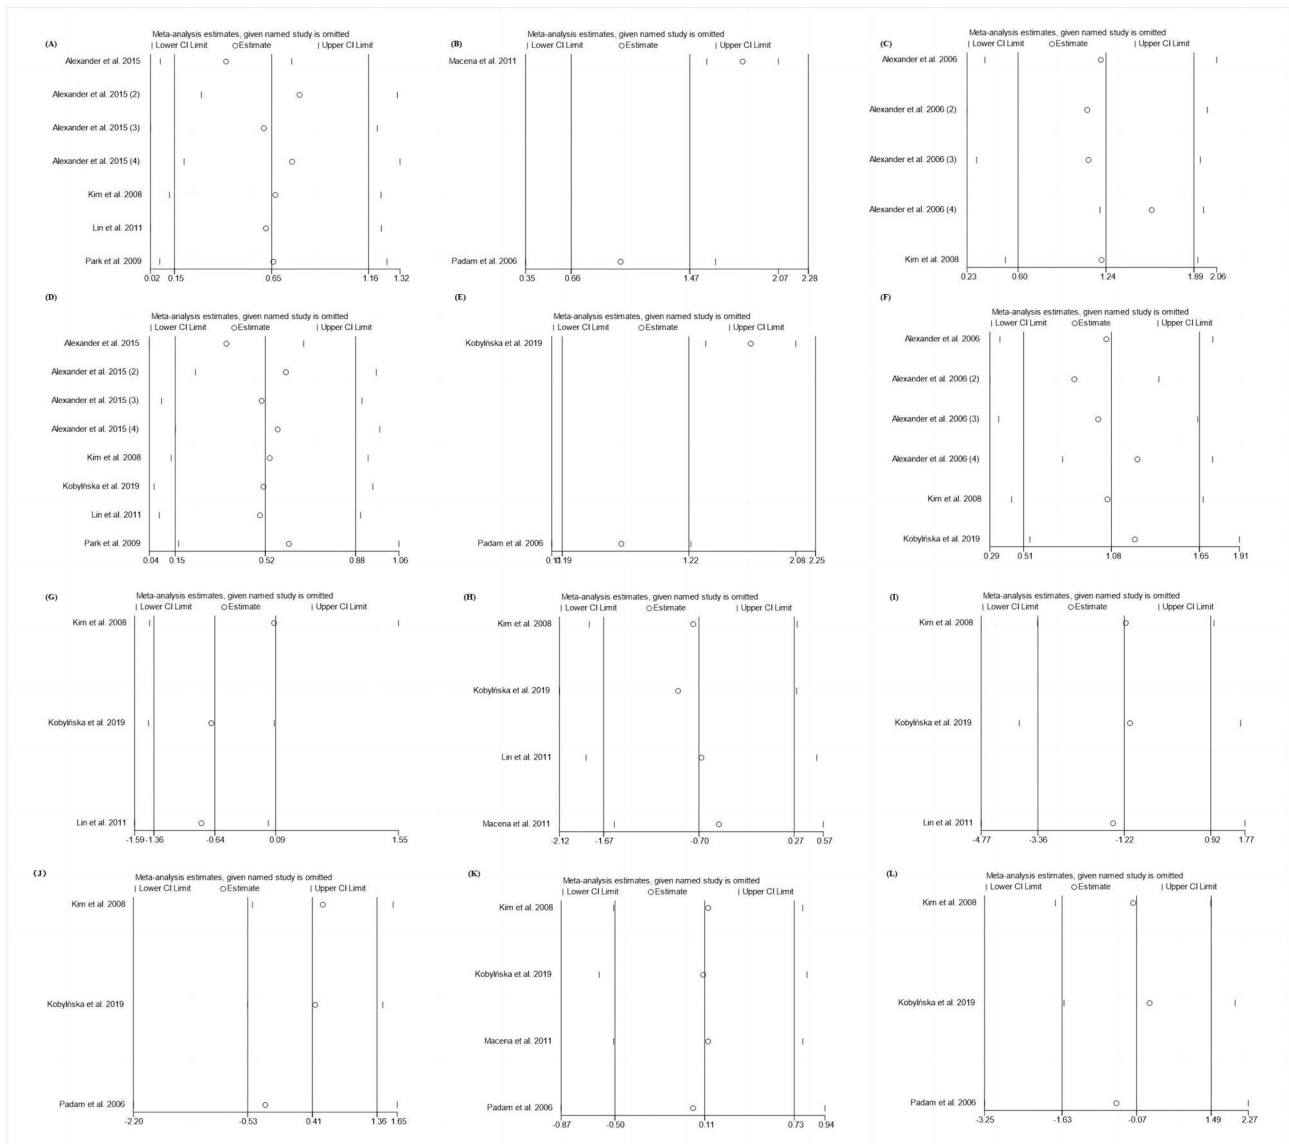 (A)
Meta-analysis estimates, given named study is omitted
| Lower CI Limit ○Estimate | Upper CI Limit
Alexander et al. 2015
Alexander et al. 2015 (2)
Alexander et al. 2015 (3)
Alexander et al. 2015 (4)
Kim et al. 2008
Lin et al. 2011
Park et al. 2009
0.02 0.15 0.65 1.16 1.32
(B)
Meta-analysis estimates, given named study is omitted
| Lower CI Limit ○Estimate | Upper CI Limit
Macena et al. 2011
Padam et al. 2006
0.35 0.66 1.47 2.07 2.28
(C)
Meta-analysis estimates, given named study is omitted
| Lower CI Limit ○Estimate | Upper CI Limit
Alexander et al. 2006
Alexander et al. 2006 (2)
Alexander et al. 2006 (3)
Alexander et al. 2006 (4)
Kim et al. 2008
0.23 0.60 1.24 1.89 2.06
(D)
Meta-analysis estimates, given named study is omitted
| Lower CI Limit ○Estimate | Upper CI Limit
Alexander et al. 2015
Alexander et al. 2015 (2)
Alexander et al. 2015 (3)
Alexander et al. 2015 (4)
Kim et al. 2008
Kobylńska et al. 2019
Lin et al. 2011
Park et al. 2009
0.04 0.15 0.52 0.88 1.06
(E)
Meta-analysis estimates, given named study is omitted
| Lower CI Limit ○Estimate | Upper CI Limit
Kobylńska et al. 2019
Padam et al. 2006
1.22 2.08 2.25
(F)
Meta-analysis estimates, given named study is omitted
| Lower CI Limit ○Estimate | Upper CI Limit
Alexander et al. 2006
Alexander et al. 2006 (2)
Alexander et al. 2006 (3)
Alexander et al. 2006 (4)
Kim et al. 2008
Kobylńska et al. 2019
0.29 0.51 1.08 1.65 1.91
(G)
Meta-analysis estimates, given named study is omitted
| Lower CI Limit ○Estimate | Upper CI Limit
Kim et al. 2008
Kobylńska et al. 2019
Lin et al. 2011
-1.59 -1.36 -0.64 0.09 1.55
(H)
Meta-analysis estimates, given named study is omitted
| Lower CI Limit ○Estimate | Upper CI Limit
Kim et al. 2008
Kobylńska et al. 2019
Lin et al. 2011
Macena et al. 2011
-2.12 -1.67 -0.70 0.27 0.57
(I)
Meta-analysis estimates, given named study is omitted
| Lower CI Limit ○Estimate | Upper CI Limit
Kim et al. 2008
Kobylńska et al. 2019
Lin et al. 2011
-4.77 -3.36 -1.22 0.92 1.77
(J)
Meta-analysis estimates, given named study is omitted
| Lower CI Limit ○Estimate | Upper CI Limit
Kim et al. 2008
Kobylńska et al. 2019
Padam et al. 2006
-2.20 -0.53 0.41 1.36 1.65
(K)
Meta-analysis estimates, given named study is omitted
| Lower CI Limit ○Estimate | Upper CI Limit
Kim et al. 2008
Kobylńska et al. 2019
Macena et al. 2011
Padam et al. 2006
-0.87 -0.50 0.11 0.73 0.94
(L)
Meta-analysis estimates, given named study is omitted
| Lower CI Limit ○Estimate | Upper CI Limit
Kim et al. 2008
Kobylńska et al. 2019
Padam et al. 2006
-3.25 -1.63 -0.07 1.49 2.27